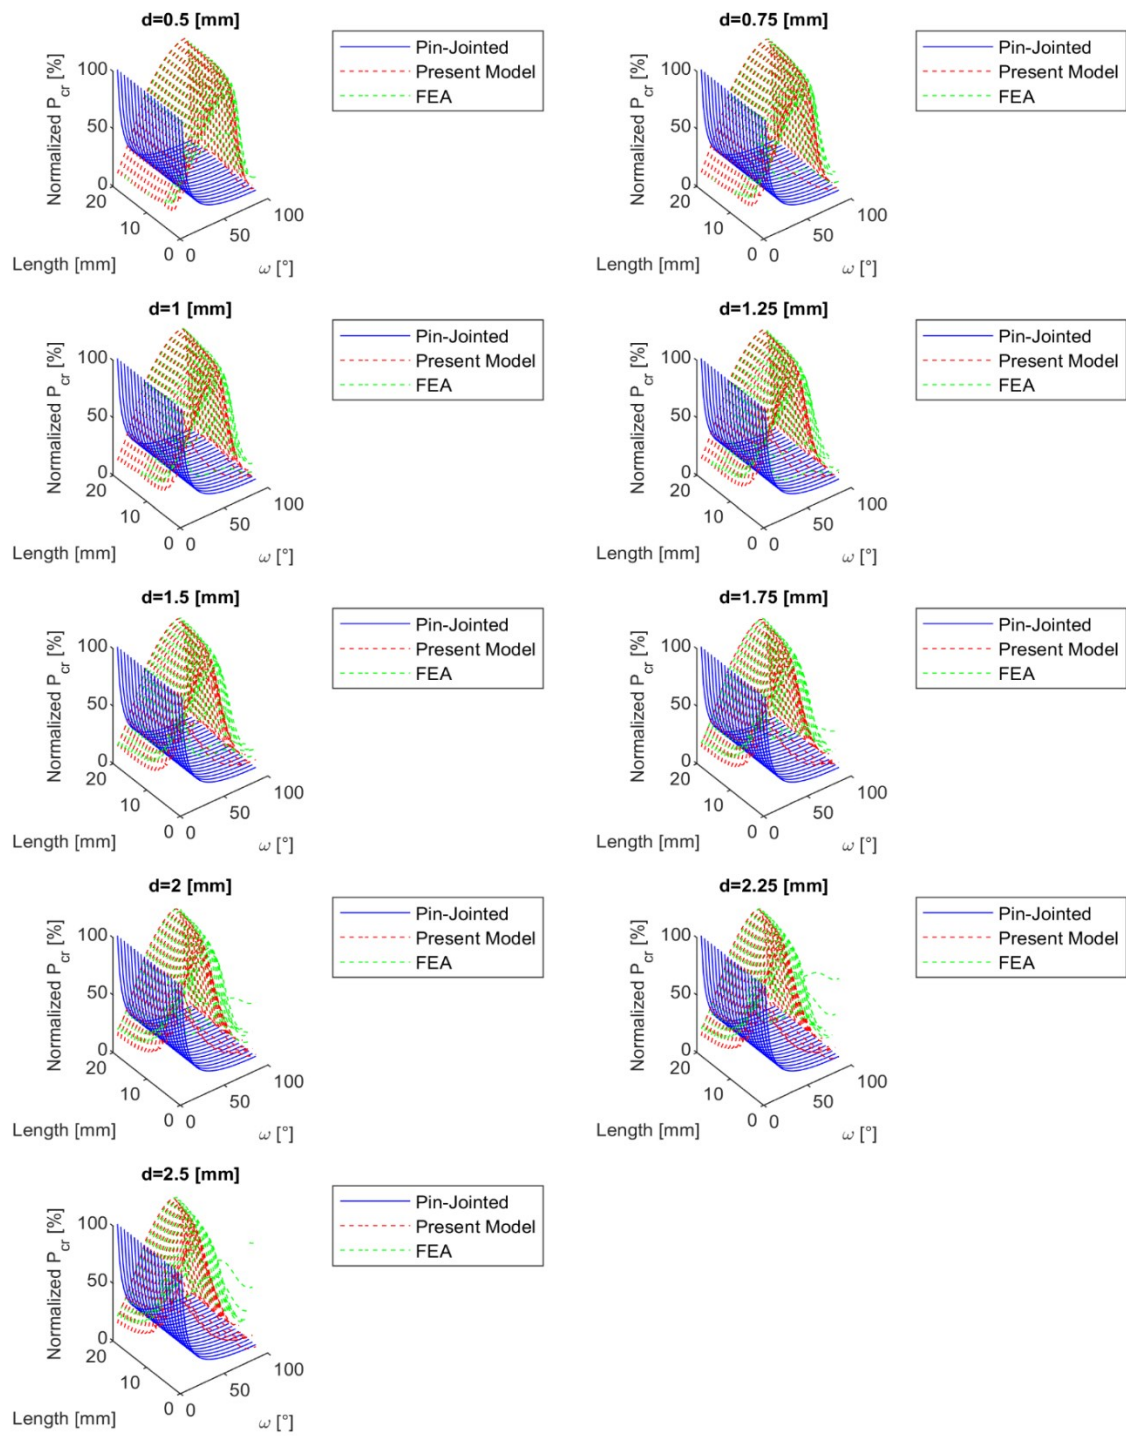 d=0.5 [mm]
Normalized P_cr [%]
100
50
0
20
10
0
Length [mm]
0
50
100
ω [°]
Pin-Jointed
Present Model
FEA
d=0.75 [mm]
Normalized P_cr [%]
100
50
0
20
10
0
Length [mm]
0
50
100
ω [°]
Pin-Jointed
Present Model
FEA
d=1 [mm]
Normalized P_cr [%]
100
50
0
20
10
0
Length [mm]
0
50
100
ω [°]
Pin-Jointed
Present Model
FEA
d=1.25 [mm]
Normalized P_cr [%]
100
50
0
20
10
0
Length [mm]
0
50
100
ω [°]
Pin-Jointed
Present Model
FEA
d=1.5 [mm]
Normalized P_cr [%]
100
50
0
20
10
0
Length [mm]
0
50
100
ω [°]
Pin-Jointed
Present Model
FEA
d=1.75 [mm]
Normalized P_cr [%]
100
50
0
20
10
0
Length [mm]
0
50
100
ω [°]
Pin-Jointed
Present Model
FEA
d=2 [mm]
Normalized P_cr [%]
100
50
0
20
10
0
Length [mm]
0
50
100
ω [°]
Pin-Jointed
Present Model
FEA
d=2.25 [mm]
Normalized P_cr [%]
100
50
0
20
10
0
Length [mm]
0
50
100
ω [°]
Pin-Jointed
Present Model
FEA
d=2.5 [mm]
Normalized P_cr [%]
100
50
0
20
10
0
Length [mm]
0
50
100
ω [°]
Pin-Jointed
Present Model
FEA